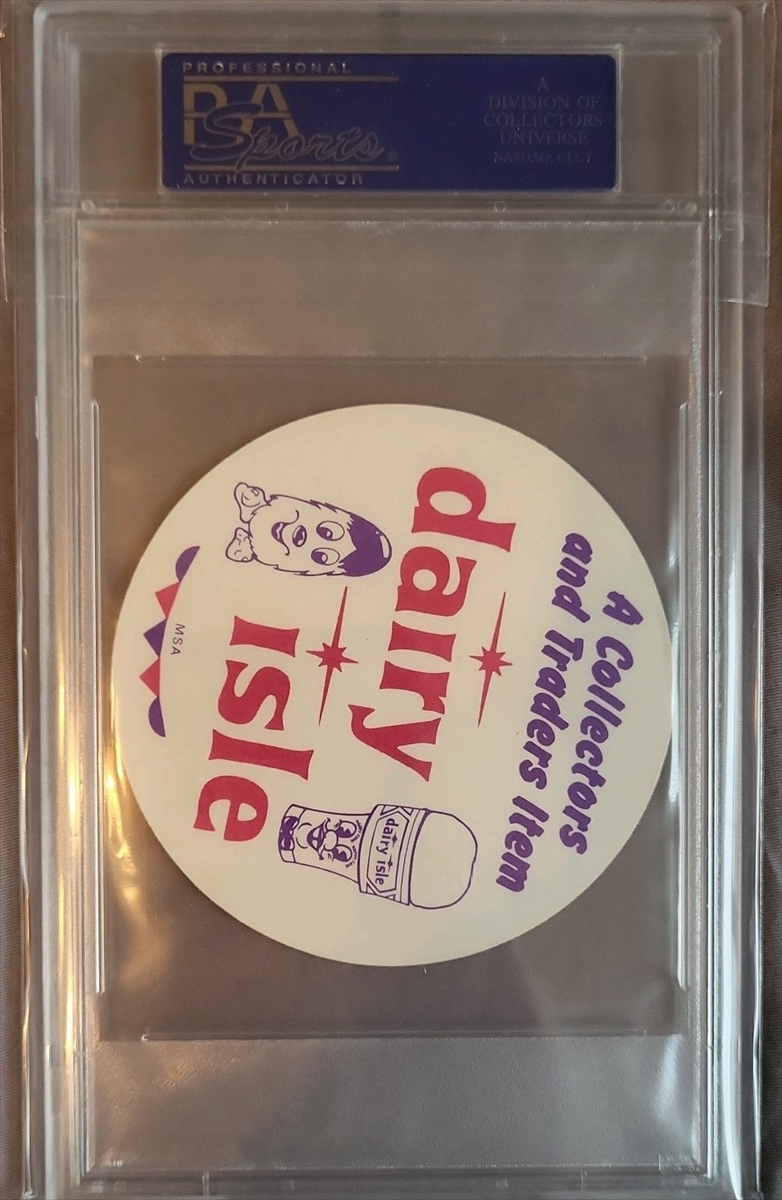 PROFESSIONAL
PSA
Sports®
AUTHENTICATOR
A
DIVISION OF
COLLECTORS
UNIVERSE
NASDAQ: CLCT
A Collectors
and Traders Item
dairy
isle
dairy isle
MSA